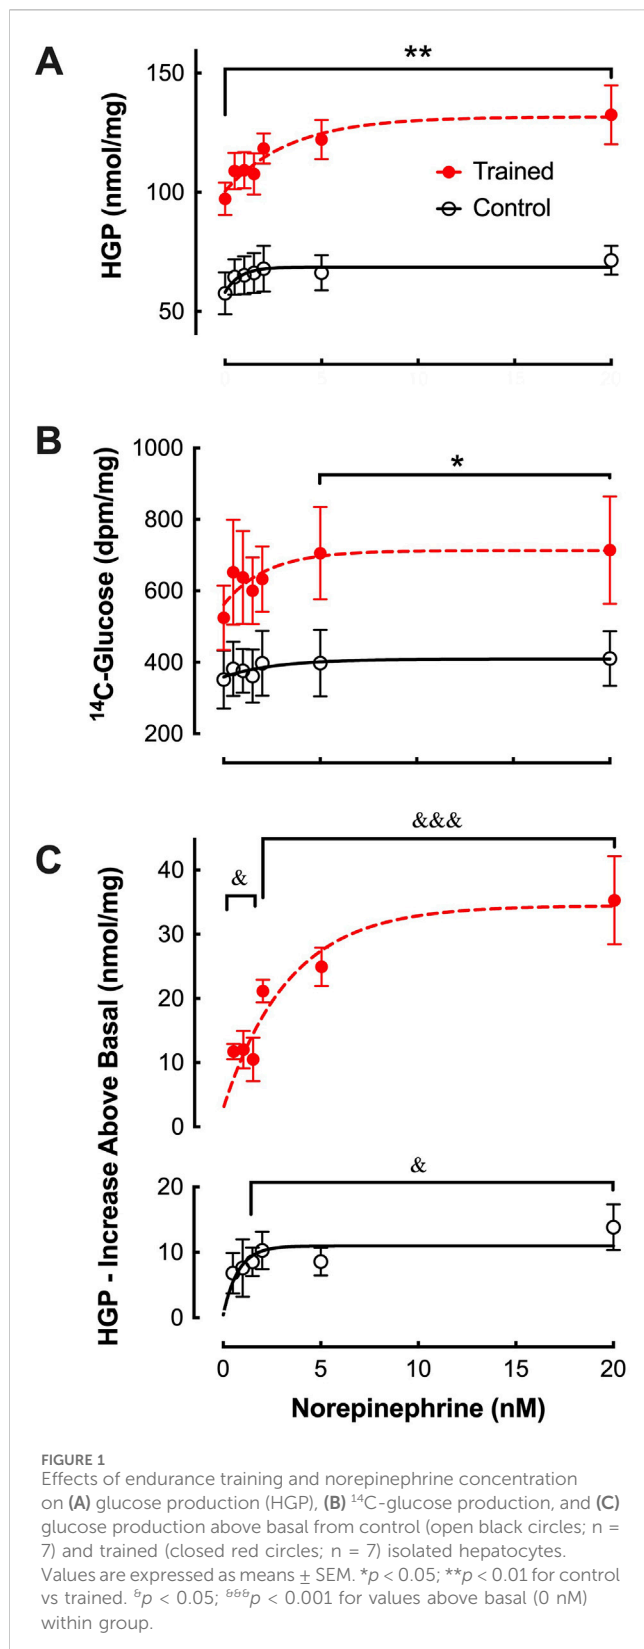 A
**
150
100
50
HGP (nmol/mg)
Trained
Control
0
5
10
15
20
B
1000
800
600
400
200
¹⁴C-Glucose (dpm/mg)
*
C
&&&
&
40
30
20
10
0
HGP - Increase Above Basal (nmol/mg)
&
20
10
0
0 5 10 15 20
Norepinephrine (nM)
FIGURE 1
Effects of endurance training and norepinephrine concentration
on (A) glucose production (HGP), (B) ¹⁴C-glucose production, and (C)
glucose production above basal from control (open black circles; n =
7) and trained (closed red circles; n = 7) isolated hepatocytes.
Values are expressed as means ± SEM. *p < 0.05; **p < 0.01 for control
vs trained. &p < 0.05; &&&p < 0.001 for values above basal (0 nM)
within group.